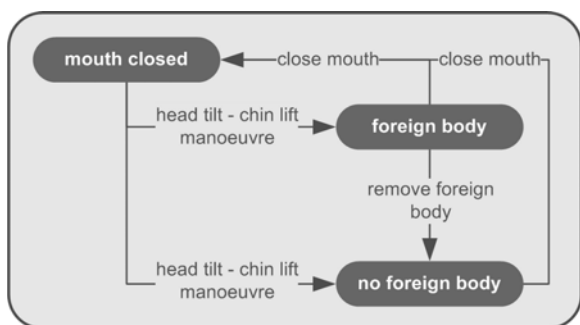 mouth closed
close mouth
close mouth
head tilt - chin lift
manoeuvre
foreign body
remove foreign
body
head tilt - chin lift
manoeuvre
no foreign body